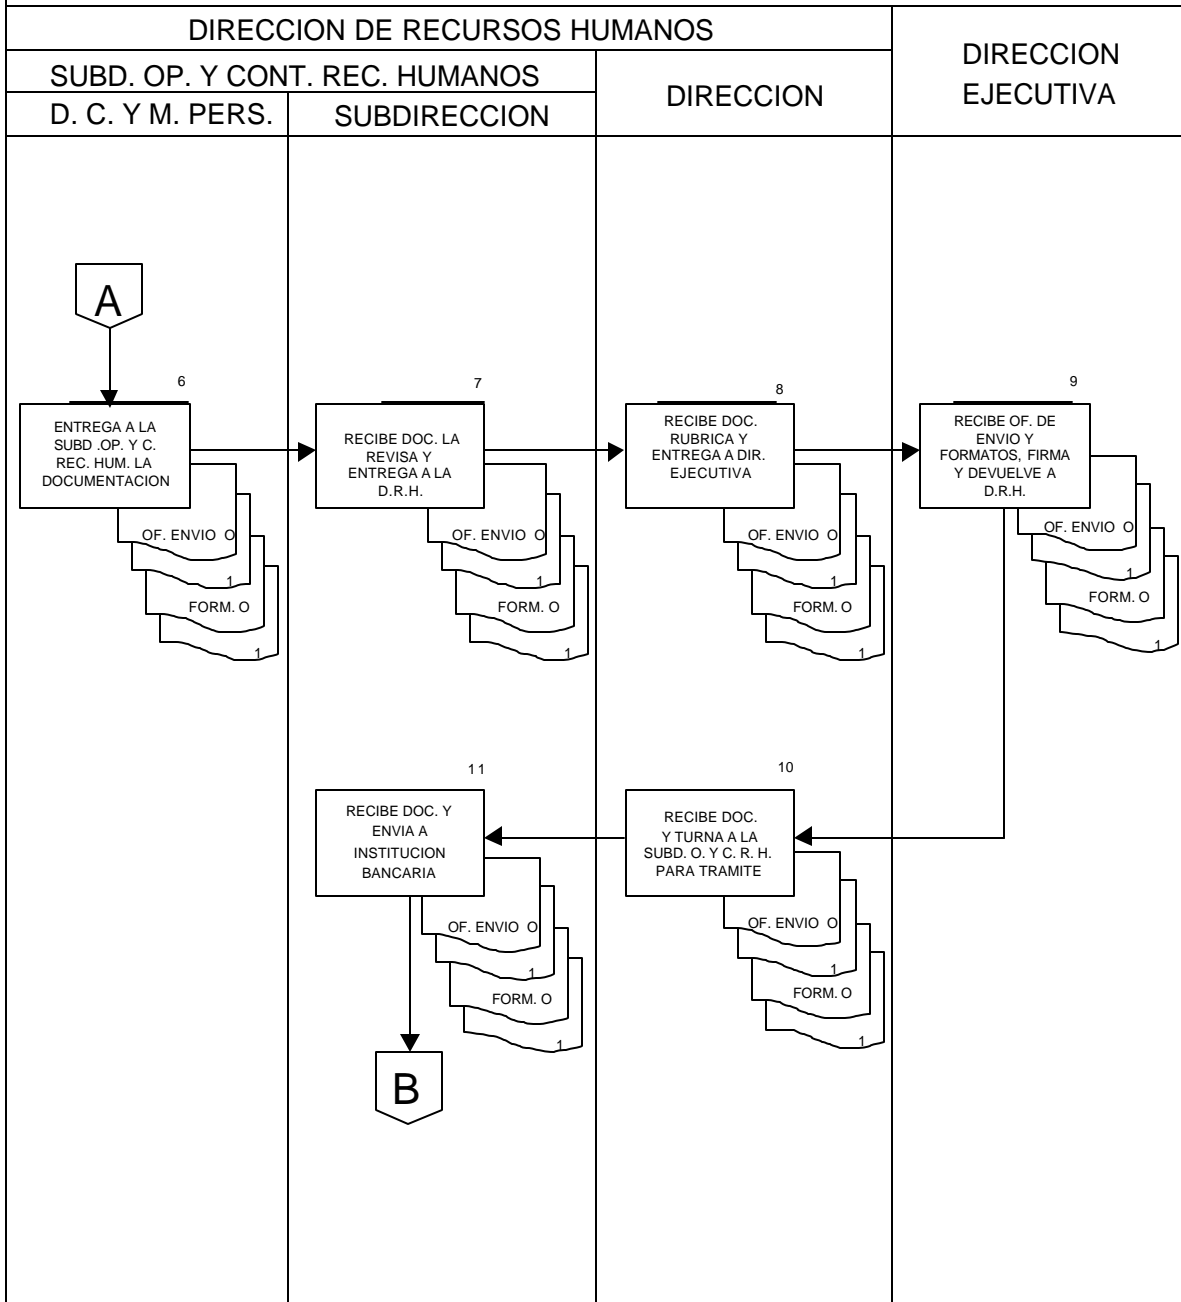 DIRECCION DE RECURSOS HUMANOS
DIRECCION
EJECUTIVA
SUBD. OP. Y CONT. REC. HUMANOS
DIRECCION
D. C. Y M. PERS.
SUBDIRECCION
A
6
ENTREGA A LA
SUBD .OP. Y C.
REC. HUM. LA
DOCUMENTACION
OF. ENVIO O
1
FORM. O
1
7
RECIBE DOC. LA
REVISA Y
ENTREGA A LA
D.R.H.
OF. ENVIO O
1
FORM. O
1
8
RECIBE DOC.
RUBRICA Y
ENTREGA A DIR.
EJECUTIVA
OF. ENVIO O
1
FORM. O
1
9
RECIBE OF. DE
ENVIO Y
FORMATOS, FIRMA
Y DEVUELVE A
D.R.H.
OF. ENVIO O
1
FORM. O
1
10
RECIBE DOC.
Y TURNA A LA
SUBD. O. Y C. R. H.
PARA TRAMITE
OF. ENVIO O
1
FORM. O
1
11
RECIBE DOC. Y
ENVIA A
INSTITUCION
BANCARIA
OF. ENVIO O
1
FORM. O
1
B